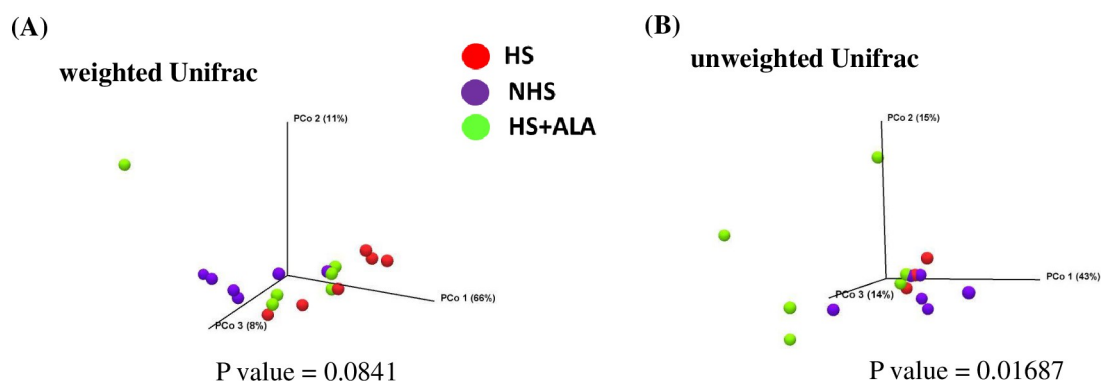 (A)
weighted Unifrac
HS
NHS
HS+ALA
PCo 2 (11%)
PCo 1 (66%)
PCo 3 (8%)
P value = 0.0841
(B)
unweighted Unifrac
PCo 2 (15%)
PCo 1 (43%)
PCo 3 (14%)
P value = 0.01687